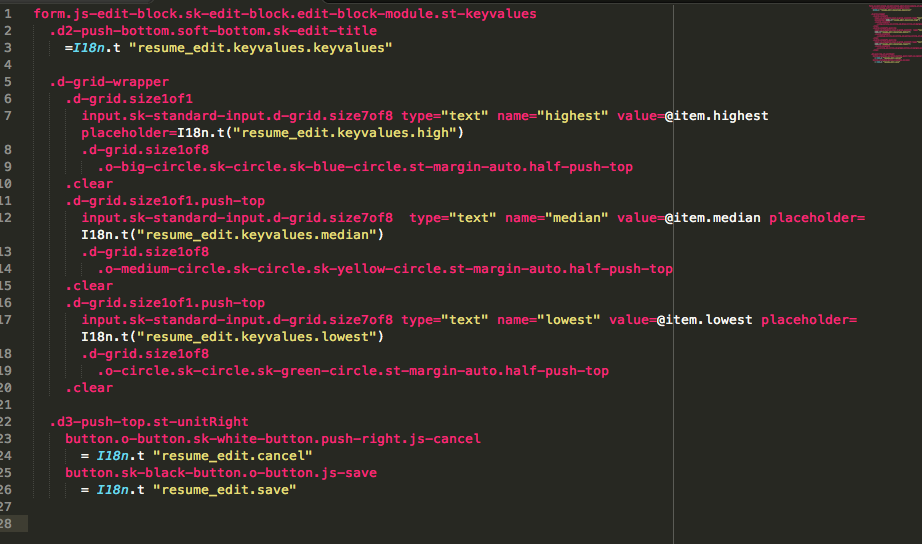 1 form.js-edit-block.sk-edit-block.edit-block-module.st-keyvalues
2 .d2-push-bottom.soft-bottom.sk-edit-title
3 =I18n.t "resume_edit.keyvalues.keyvalues"
4
5 .d-grid-wrapper
6 .d-grid.size1of1
7 input.sk-standard-input.d-grid.size7of8 type="text" name="highest" value=@item.highest
placeholder=I18n.t("resume_edit.keyvalues.high")
8 .d-grid.size1of8
9 .o-big-circle.sk-circle.sk-blue-circle.st-margin-auto.half-push-top
10 .clear
11 .d-grid.size1of1.push-top
12 input.sk-standard-input.d-grid.size7of8  type="text" name="median" value=@item.median placeholder=
I18n.t("resume_edit.keyvalues.median")
13 .d-grid.size1of8
14 .o-medium-circle.sk-circle.sk-yellow-circle.st-margin-auto.half-push-top
15 .clear
16 .d-grid.size1of1.push-top
17 input.sk-standard-input.d-grid.size7of8 type="text" name="lowest" value=@item.lowest placeholder=
I18n.t("resume_edit.keyvalues.lowest")
18 .d-grid.size1of8
19 .o-circle.sk-circle.sk-green-circle.st-margin-auto.half-push-top
20 .clear
21
22 .d3-push-top.st-unitRight
23 button.o-button.sk-white-button.push-right.js-cancel
24 = I18n.t "resume_edit.cancel"
25 button.sk-black-button.o-button.js-save
26 = I18n.t "resume_edit.save"
27
28